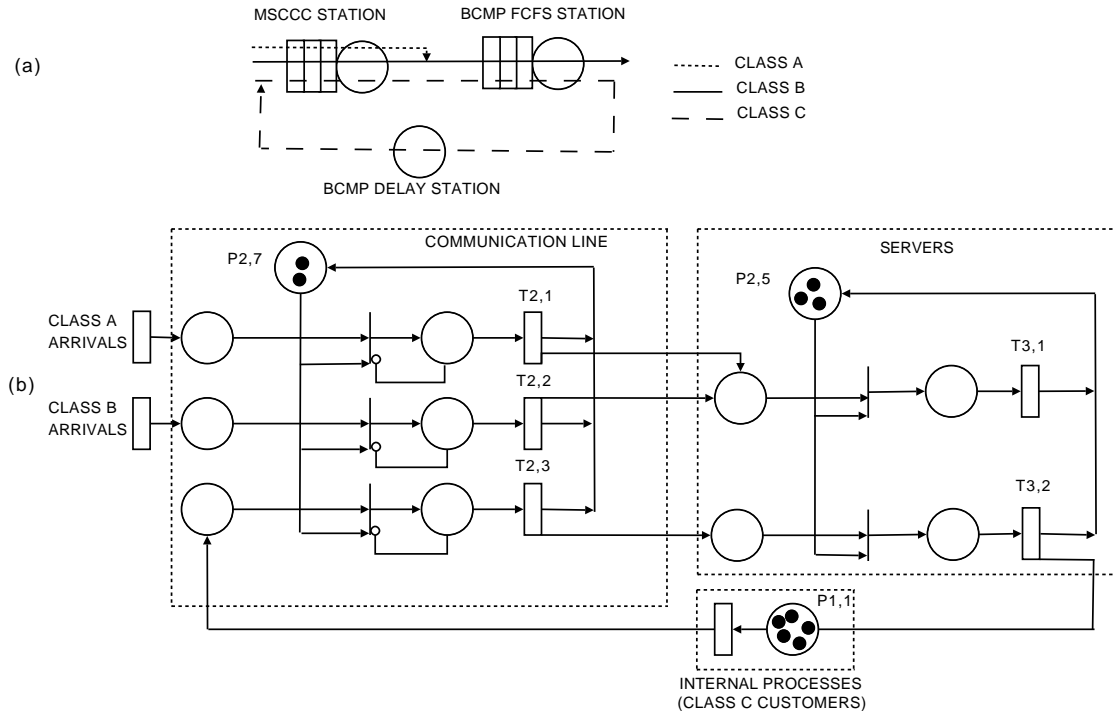 MSCCC STATION
BCMP FCFS STATION
(a)
CLASS A
CLASS B
CLASS C
BCMP DELAY STATION
COMMUNICATION LINE
SERVERS
P2,7
P2,5
T2,1
CLASS A
ARRIVALS
T3,1
(b)
T2,2
CLASS B
ARRIVALS
T2,3
T3,2
P1,1
INTERNAL PROCESSES
(CLASS C CUSTOMERS)